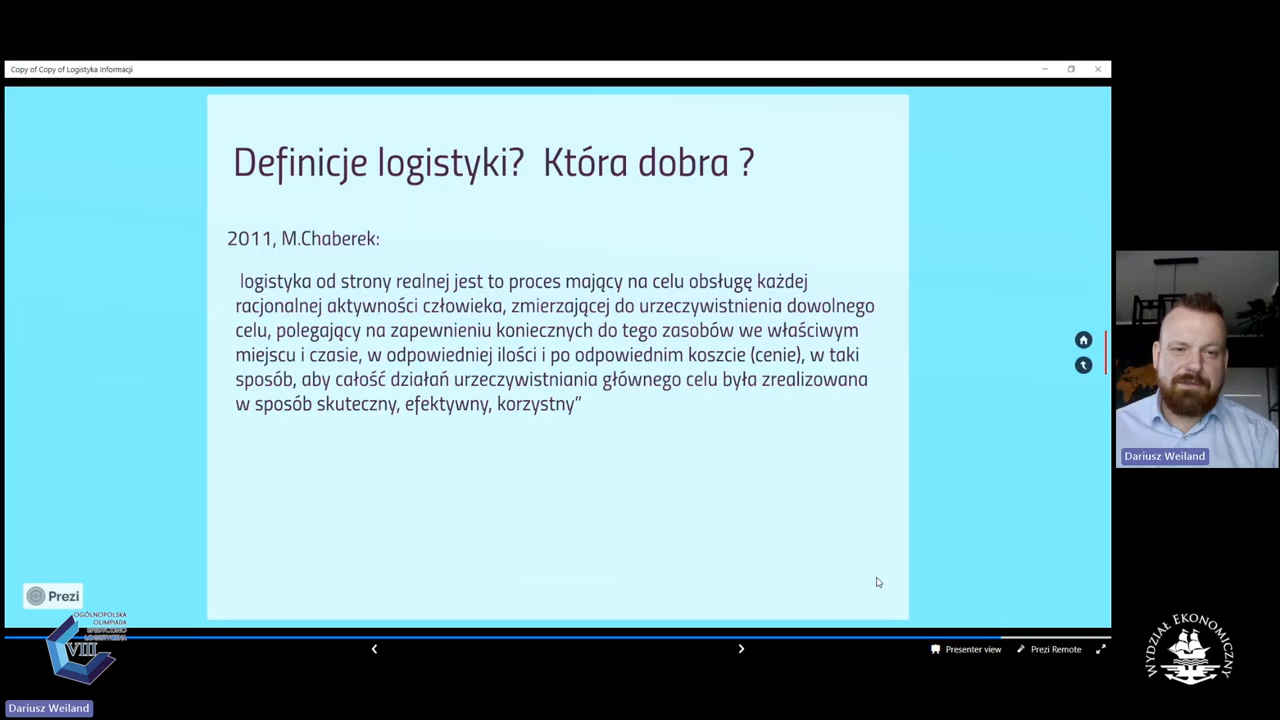 Copy of Copy of Logistyka Informacji
Definicje logistyki? Która dobra ?
2011, M.Chaberek:
logistyka od strony realnej jest to proces mający na celu obsługę każdej
racjonalnej aktywności człowieka, zmierzającej do urzeczywistnienia dowolnego
celu, polegający na zapewnieniu koniecznych do tego zasobów we właściwym
miejscu i czasie, w odpowiedniej ilości i po odpowiednim koszcie (cenie), w taki
sposób, aby całość działań urzeczywistniania głównego celu była zrealizowana
w sposób skuteczny, efektywny, korzystny”
Dariusz Weiland
Prezi
OGÓLNOPOLSKA
OLIMPIADA
LOGISTYCZNA
VIII
Presenter view
Prezi Remote
WYDZIAŁ EKONOMICZNY
Dariusz Weiland